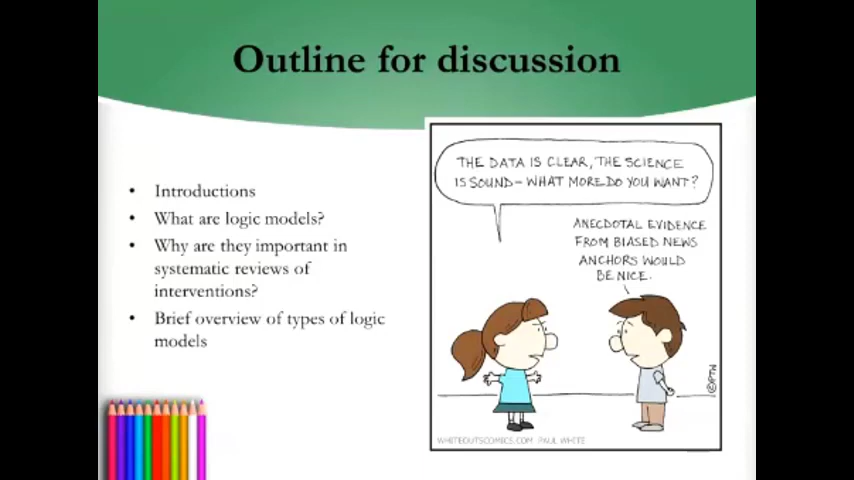 Outline for discussion
• Introductions
• What are logic models?
• Why are they important in
systematic reviews of
interventions?
• Brief overview of types of logic
models
THE DATA IS CLEAR, THE SCIENCE
IS SOUND – WHAT MORE DO YOU WANT?
ANECDOTAL EVIDENCE
FROM BIASED NEWS
ANCHORS WOULD
BE NICE.
©PTW
WHITEOUTSCOMICS.COM PAUL WHITE